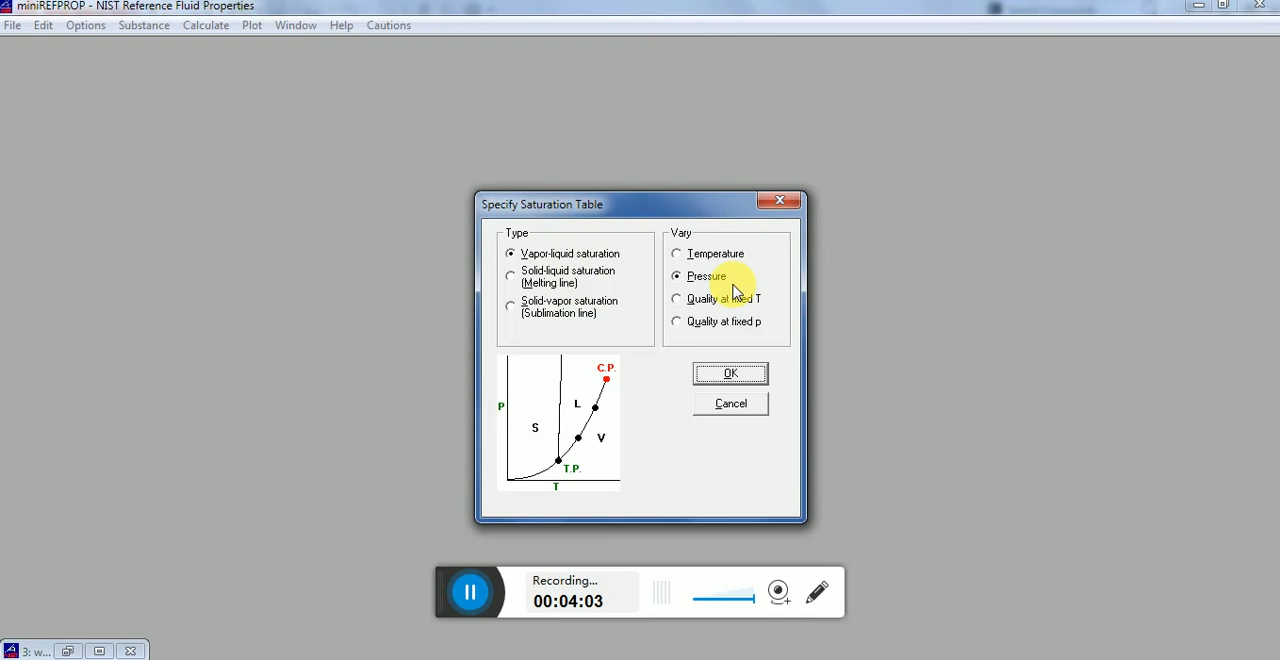 miniREFPROP - NIST Reference Fluid Properties
File Edit Options Substance Calculate Plot Window Help Cautions
Specify Saturation Table
Type
Vapor-liquid saturation
Solid-liquid saturation
(Melting line)
Solid-vapor saturation
(Sublimation line)
Vary
Temperature
Pressure
Quality at fixed T
Quality at fixed p
C.P.
P
L
S
V
T.P.
T
OK
Cancel
Recording...
00:04:03
3: w...